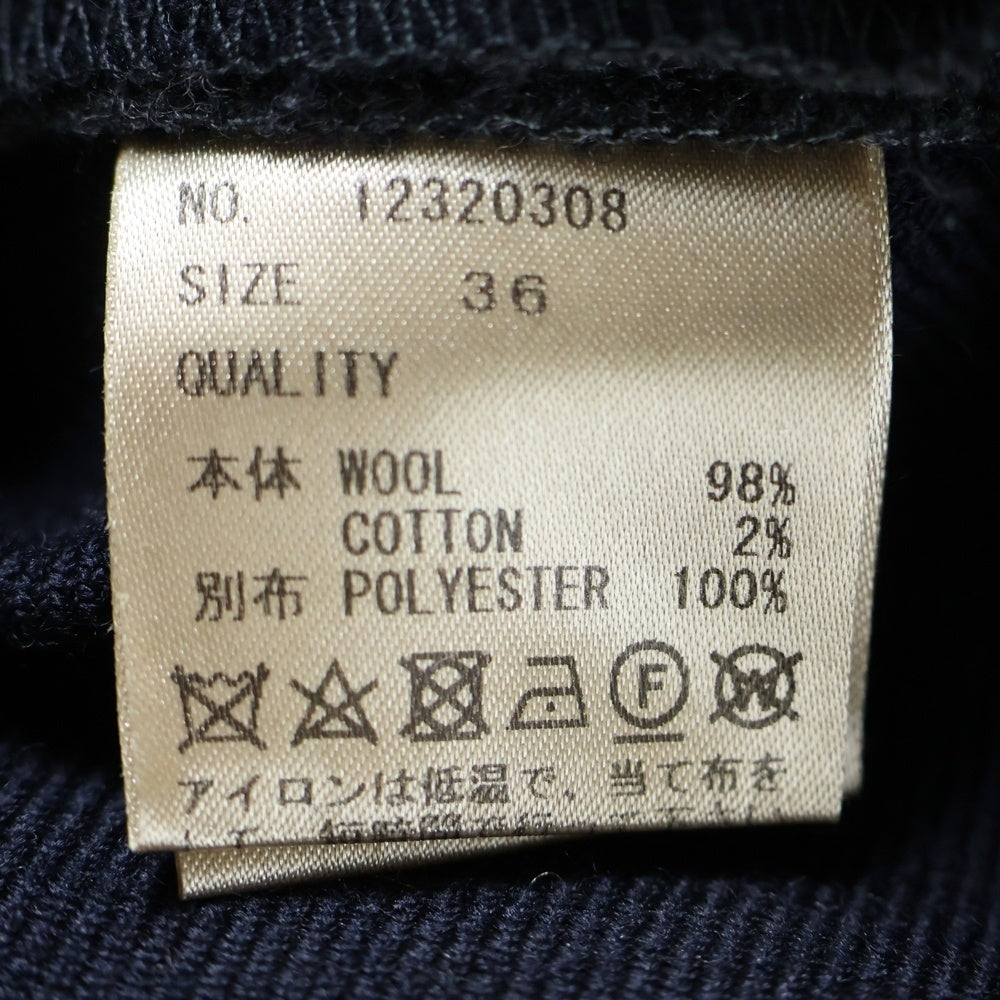 NO. 12320308
SIZE 36
QUALITY
本体 WOOL 98%
COTTON 2%
別布 POLYESTER 100%
F W
アイロンは低温で、当て布を